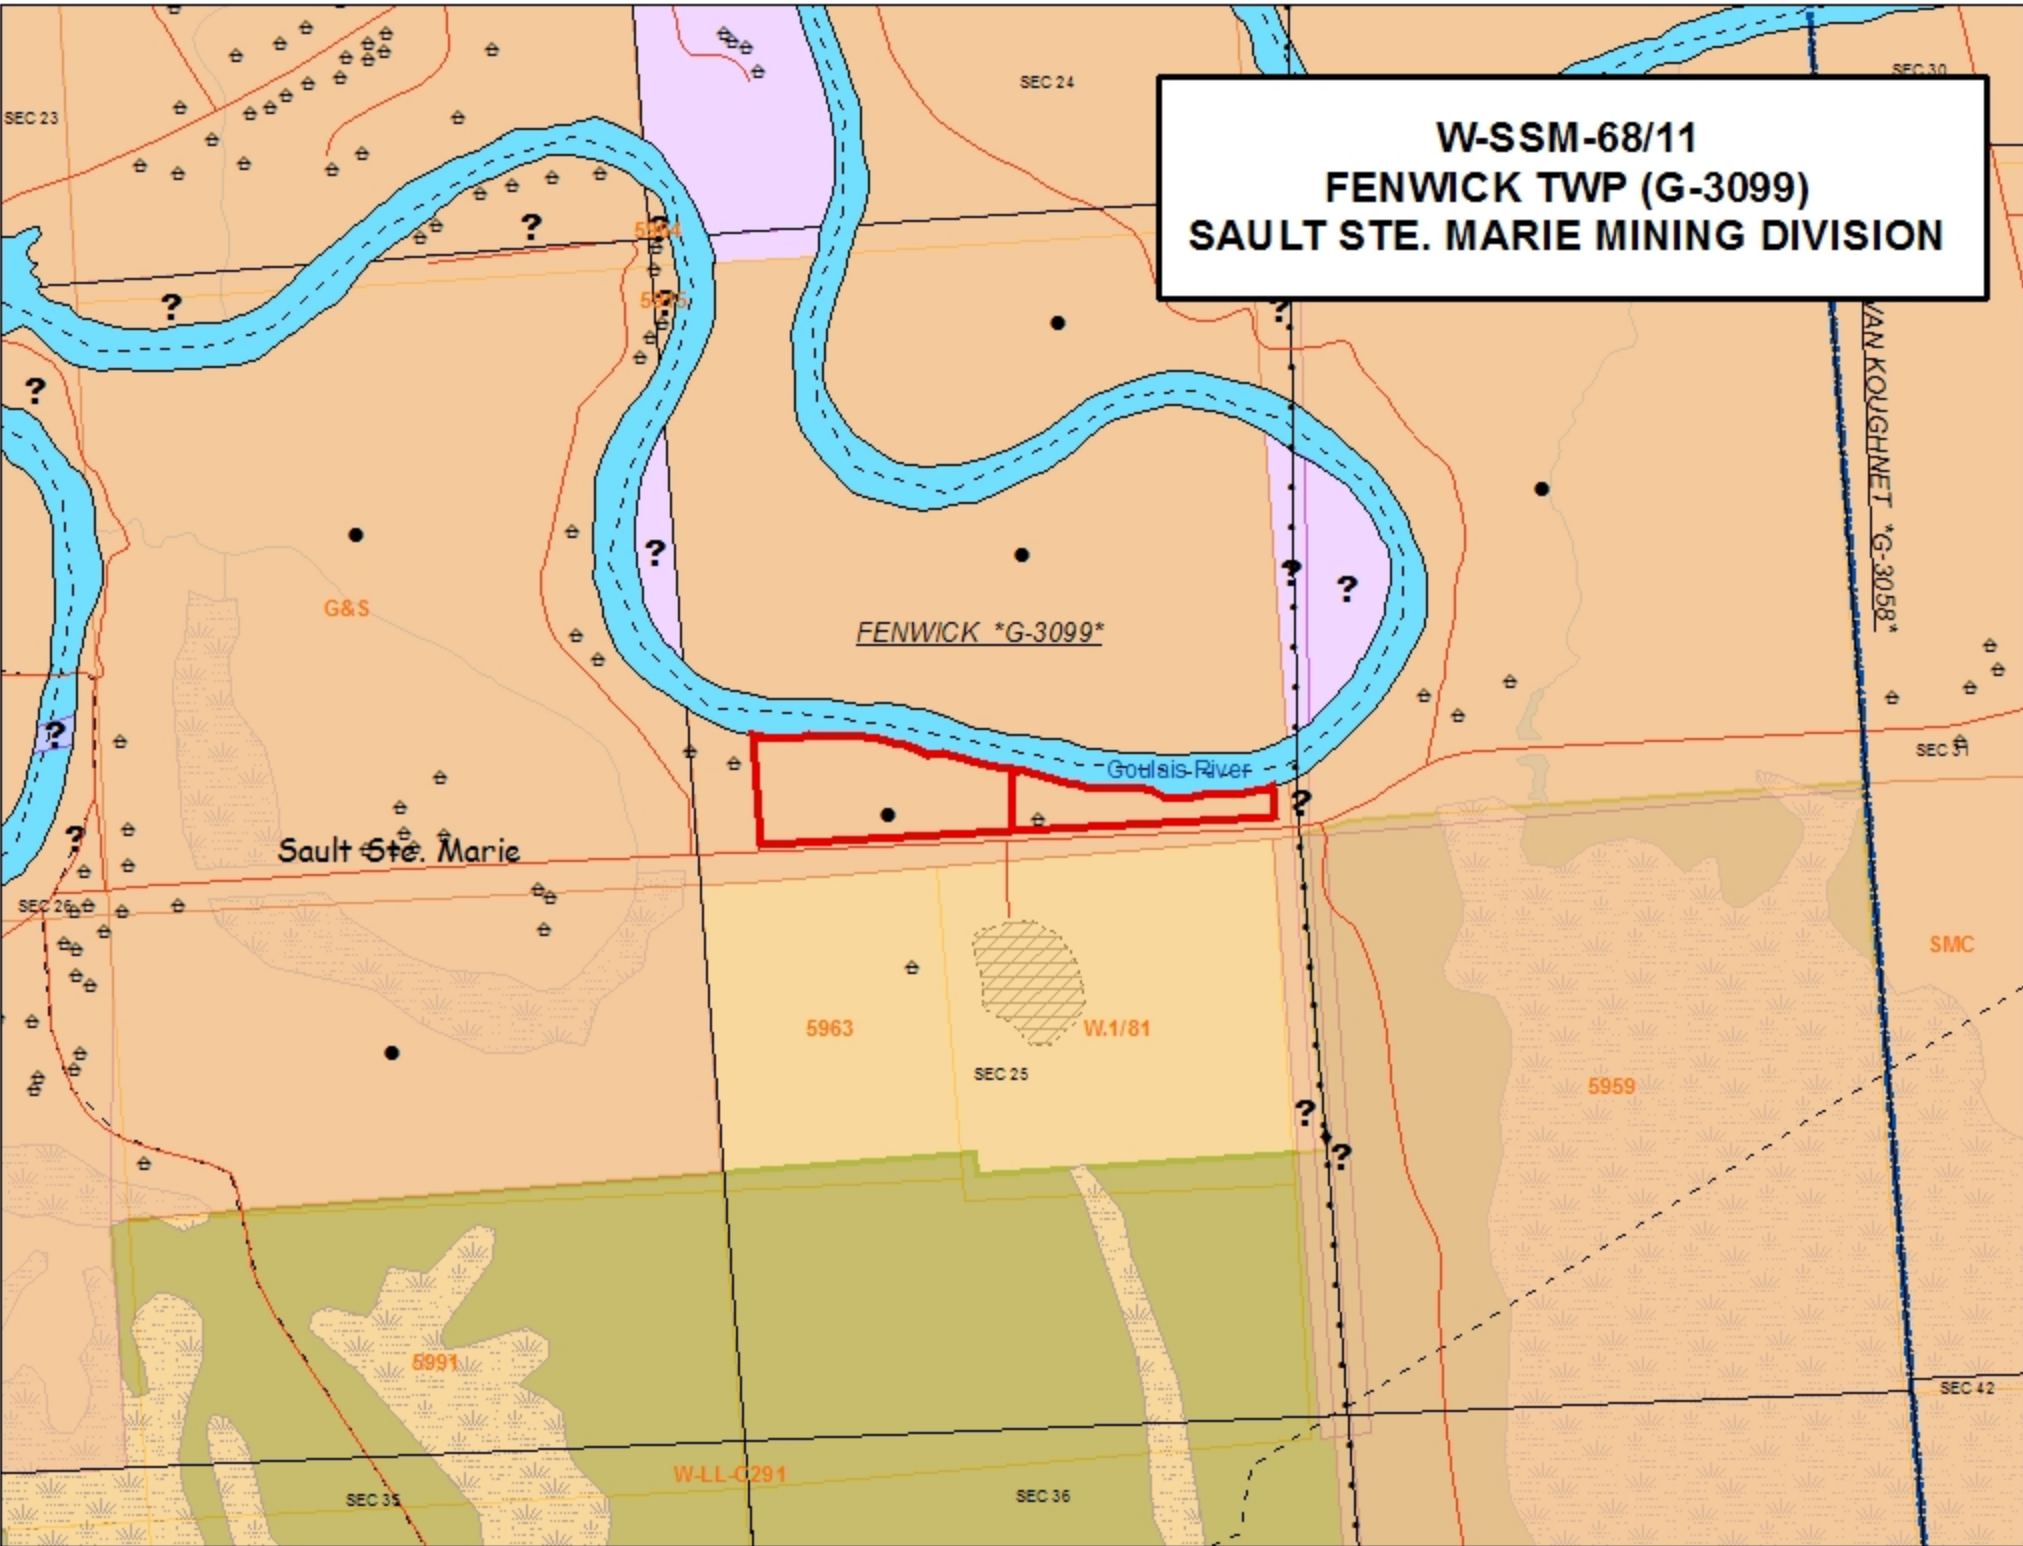 SEC 24
SEC 30
SEC 23
W-SSM-68/11
FENWICK TWP (G-3099)
SAULT STE. MARIE MINING DIVISION
?
?
?
?
?
VAN KOUGHNET *G-3058*
?
?
?
?
G&S
FENWICK *G-3099*
?
SEC 31
Goulais River
?
?
Sault Ste. Marie
SEC 26
SMC
5963
W.1/81
SEC 25
5959
?
?
5991
SEC 42
W-LL-C291
SEC 35
SEC 36